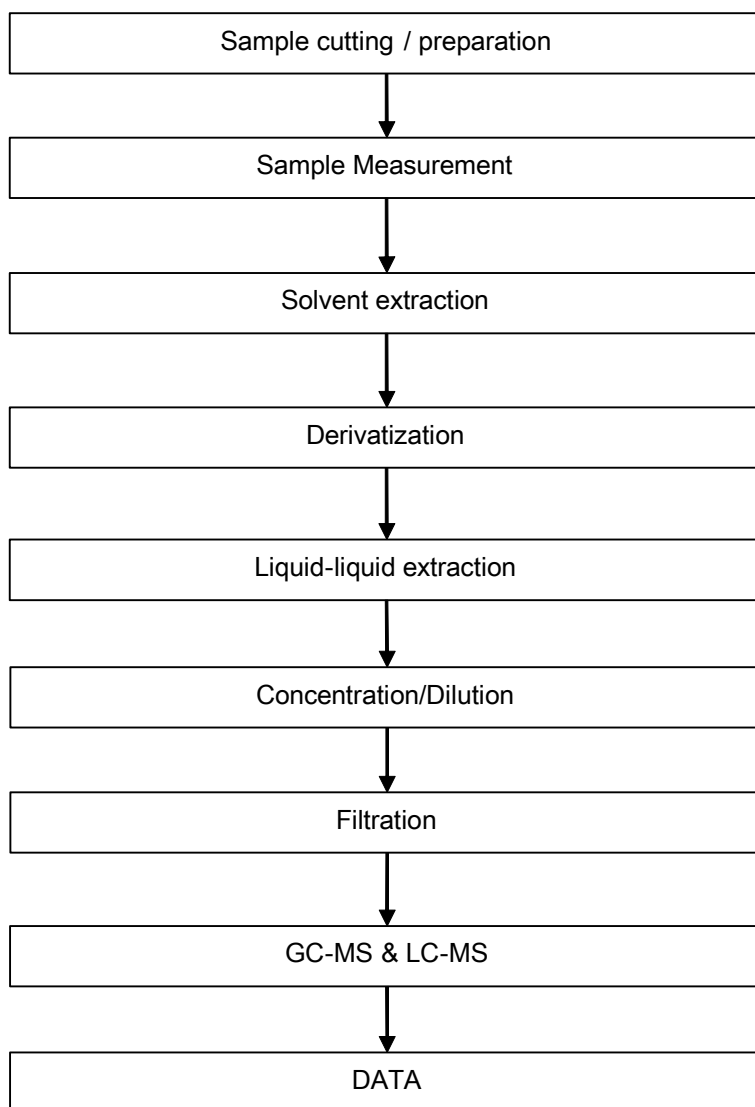 Sample cutting / preparation
Sample Measurement
Solvent extraction
Derivatization
Liquid-liquid extraction
Concentration/Dilution
Filtration
GC-MS & LC-MS
DATA